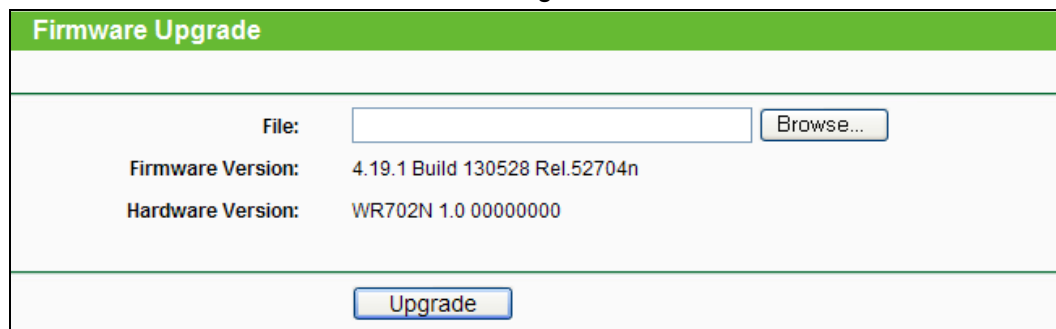 Firmware Upgrade
File:
Browse...
Firmware Version: 4.19.1 Build 130528 Rel.52704n
Hardware Version: WR702N 1.0 00000000
Upgrade